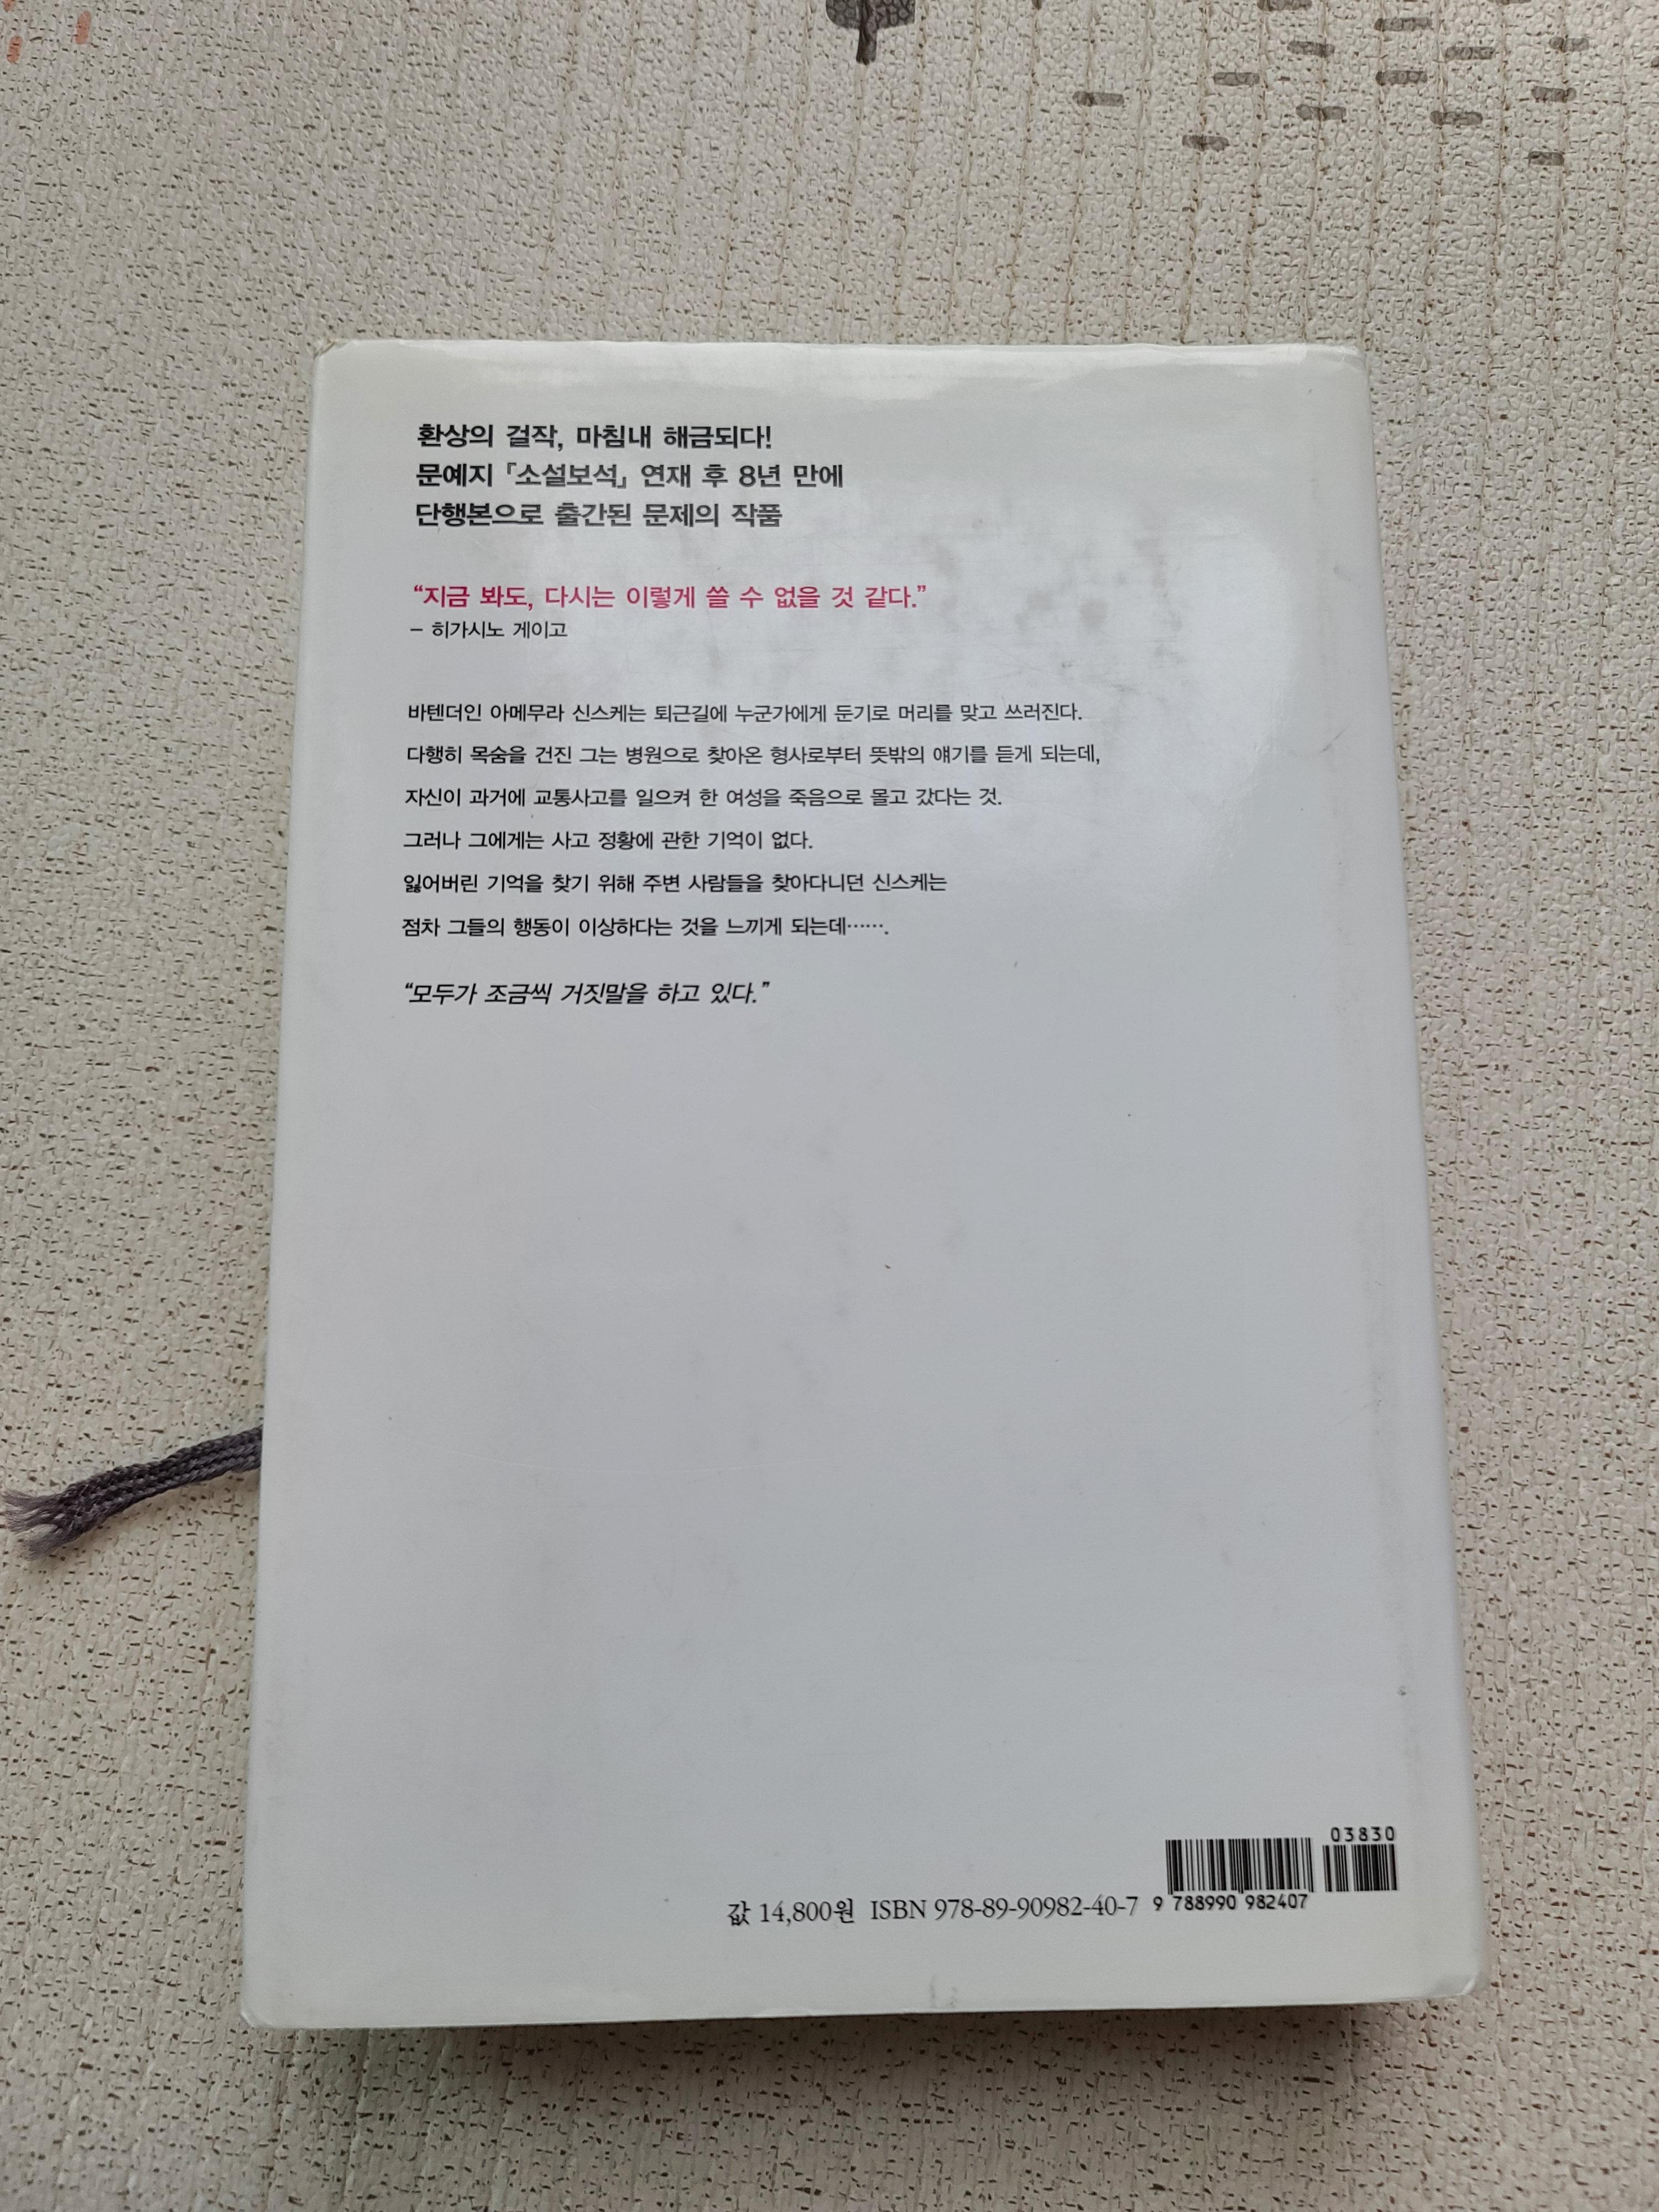 환상의 걸작, 마침내 해금되다!
문예지 『소설보석』 연재 후 8년 만에
단행본으로 출간된 문제의 작품
“지금 봐도, 다시는 이렇게 쓸 수 없을 것 같다.”
– 히가시노 게이고
바텐더인 아메무라 신스케는 퇴근길에 누군가에게 둔기로 머리를 맞고 쓰러진다.
다행히 목숨을 건진 그는 병원으로 찾아온 형사로부터 뜻밖의 얘기를 듣게 되는데,
자신이 과거에 교통사고를 일으켜 한 여성을 죽음으로 몰고 갔다는 것.
그러나 그에게는 사고 정황에 관한 기억이 없다.
잃어버린 기억을 찾기 위해 주변 사람들을 찾아다니던 신스케는
점차 그들의 행동이 이상하다는 것을 느끼게 되는데…….
“모두가 조금씩 거짓말을 하고 있다.”
03830
값 14,800원 ISBN 978-89-90982-40-7 9 788990 982407